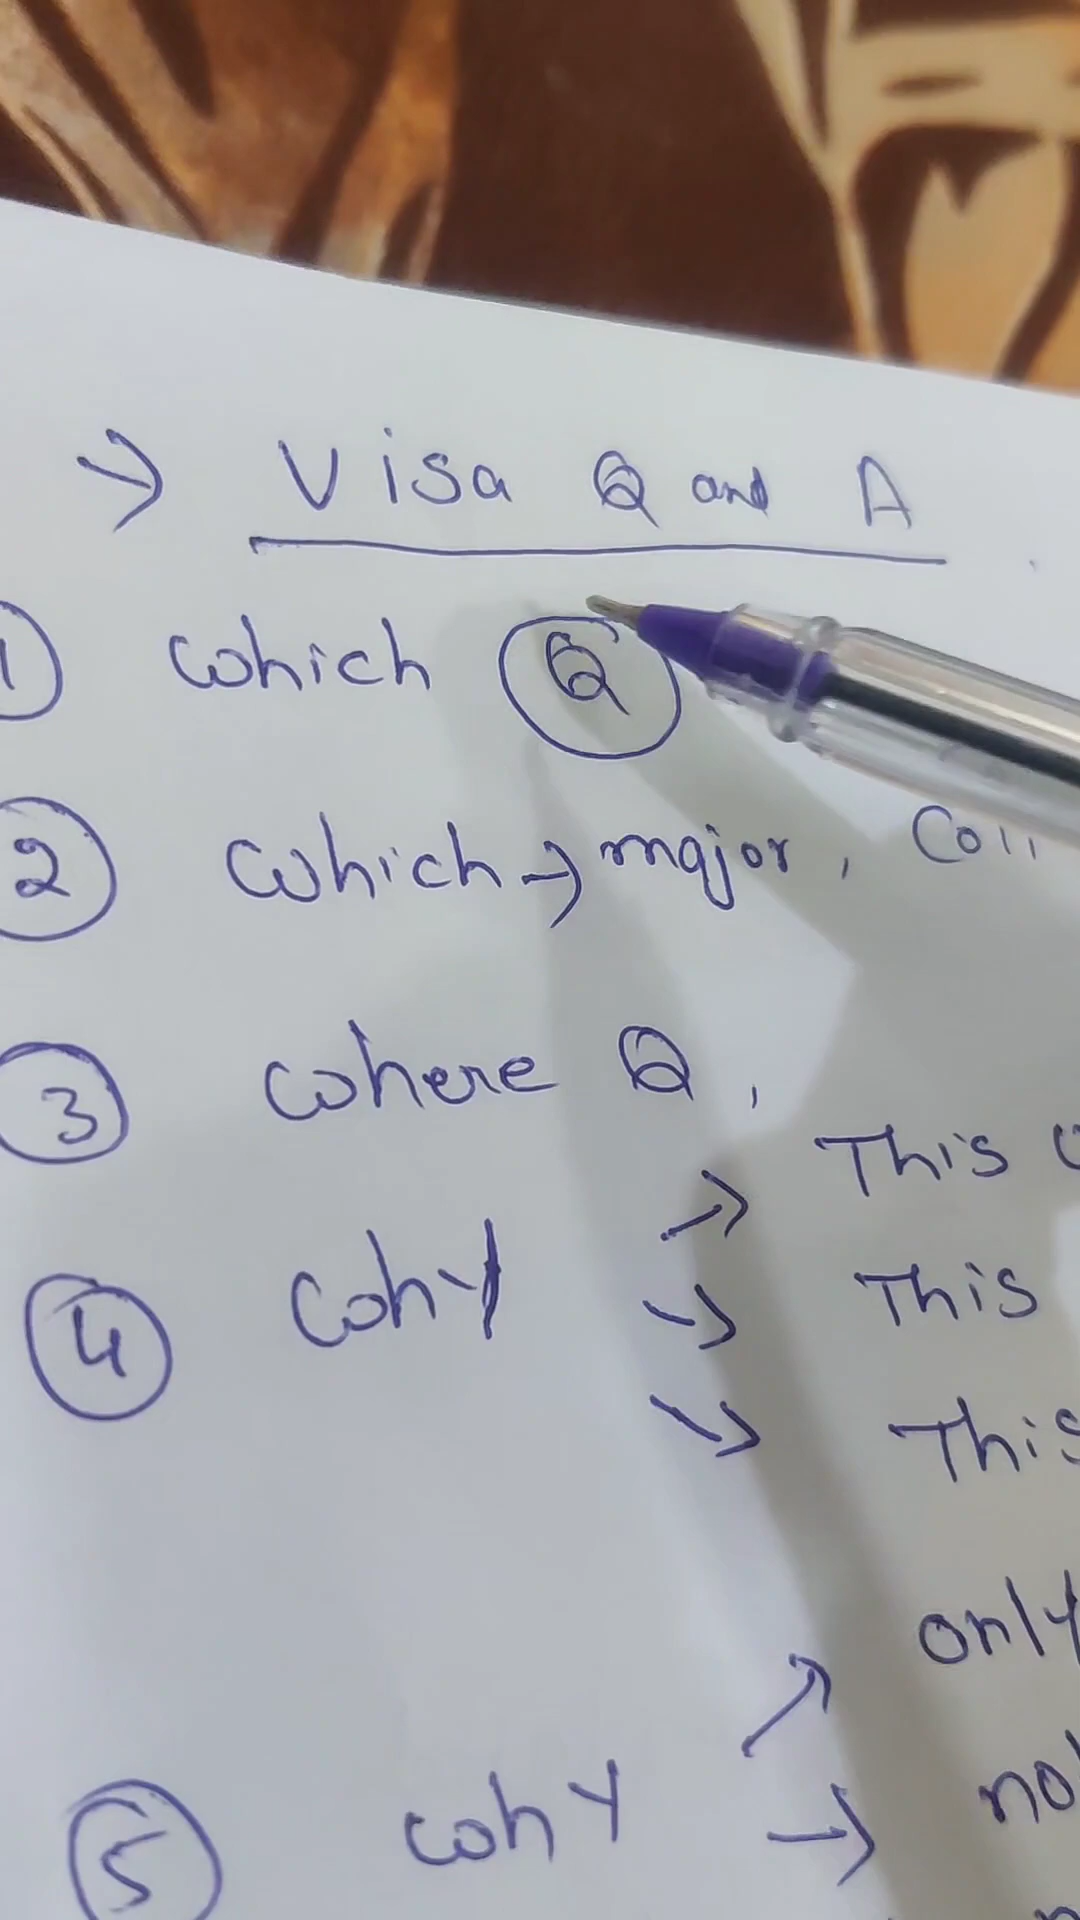 → Visa Q and A
1 which Q
2 which → major,
3 where Q,
4 why → This
→ This
→ This
↗ only
5 why →